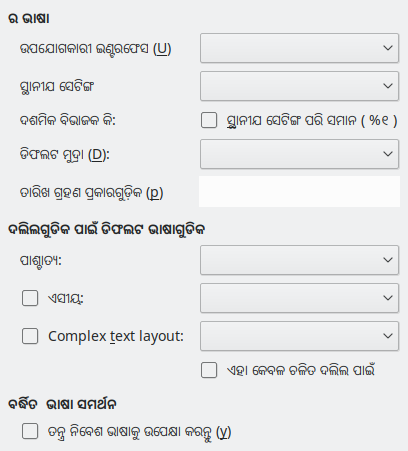 ର ଭାଷା
ଉପଯୋଗକାରୀ ଇଣ୍ଟରଫେସ (U)
ସ୍ଥାନୀଯ ସେଟିଙ୍ଗ
ଦଶମିକ ବିଭାଜକ କି: ସ୍ଥାନୀଯ ସେଟିଙ୍ଗ ପରି ସମାନ ( %୧ )
ଡିଫଲଟ ମୁଦ୍ରା (D):
ତାରିଖ ଗ୍ରହଣ ପ୍ରକାରଗୁଡ଼ିକ (p)
ଦଲିଲଗୁଡିକ ପାଇଁ ଡିଫଲଟ ଭାଷାଗୁଡିକ
ପାଶ୍ଚାତ୍ୟ:
ଏସୀୟ:
Complex text layout:
ଏହା କେବଳ ଚଳିତ ଦଲିଲ ପାଇଁ
ବର୍ଦ୍ଧିତ ଭାଷା ସମର୍ଥନ
ତନ୍ତ୍ର ନିବେଶ ଭାଷାକୁ ଉପେକ୍ଷା କରନ୍ତୁ (y)